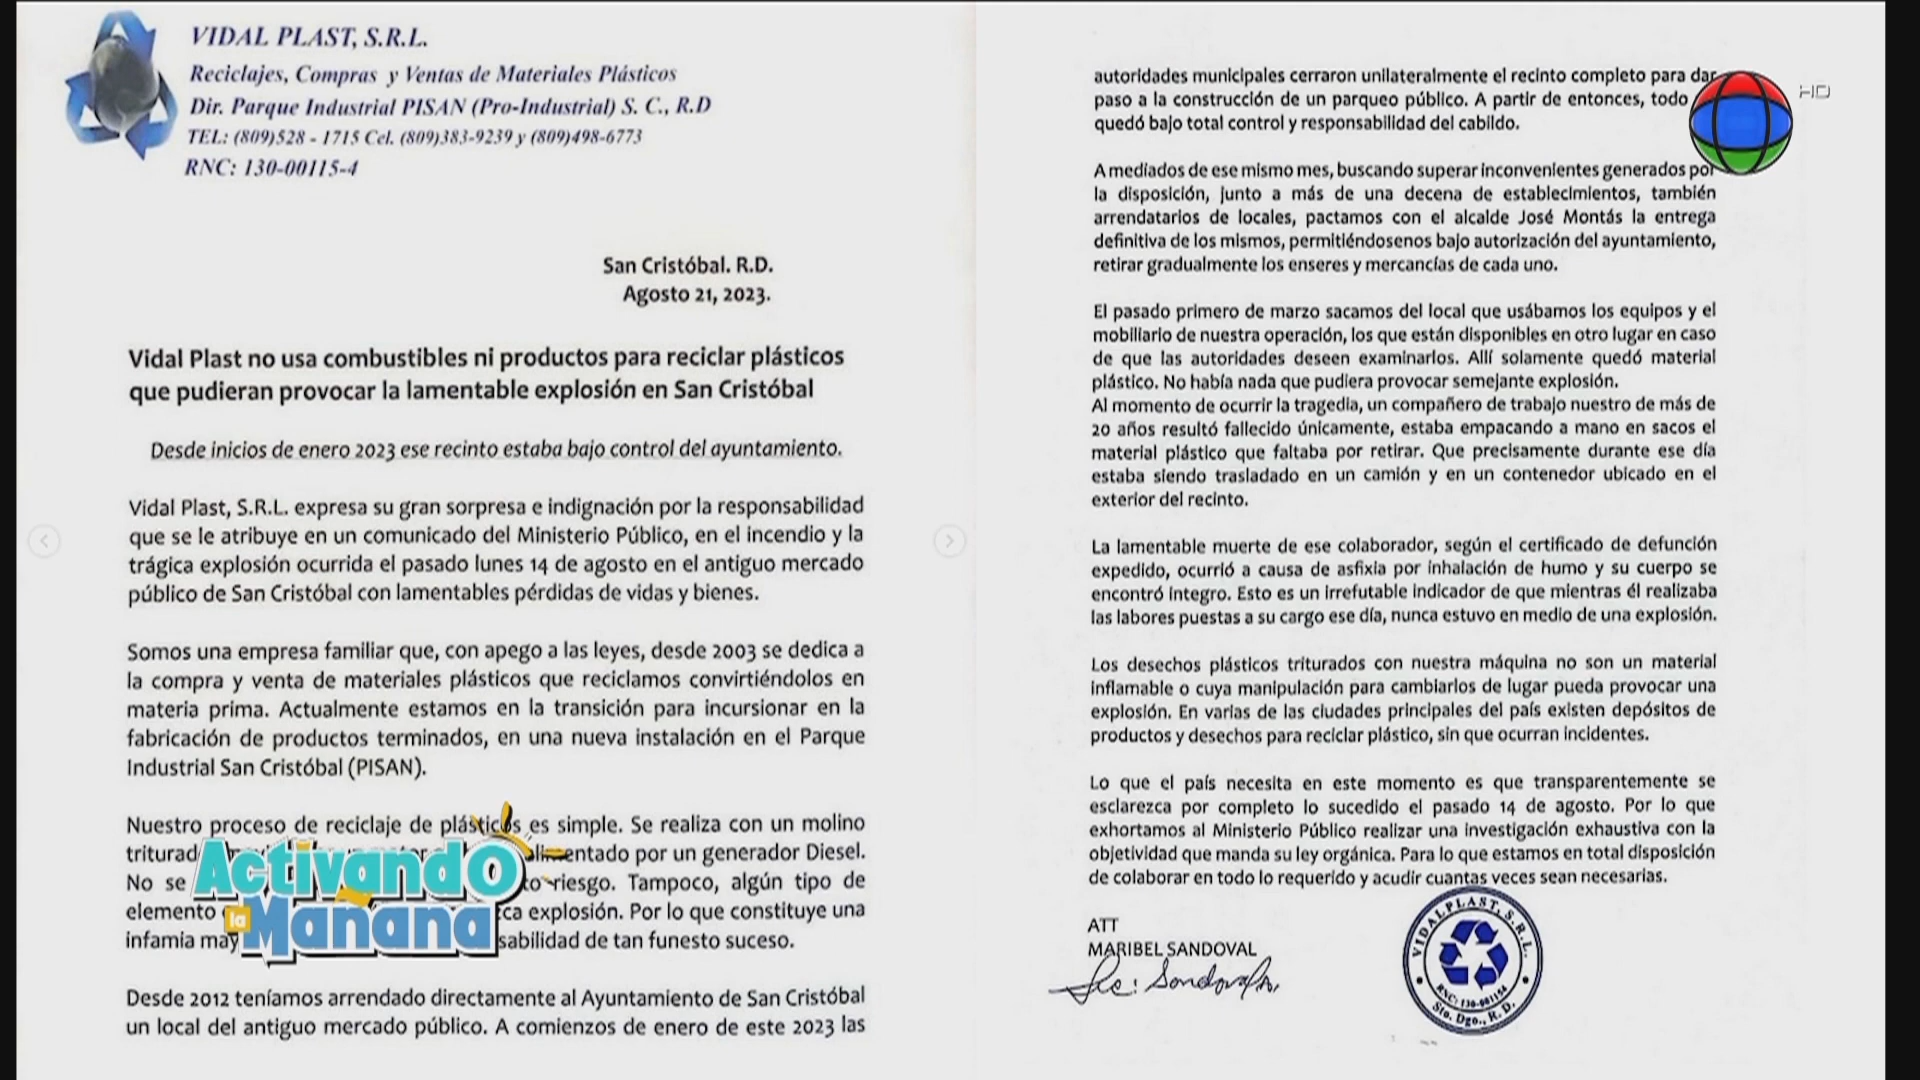 VIDAL PLAST, S.R.L.
Reciclajes, Compras y Ventas de Materiales Plásticos
Dir. Parque Industrial PISAN (Pro-Industrial) S. C., R.D
TEL: (809)528 - 1715 Cel. (809)383-9239 y (809)498-6773
RNC: 130-00115-4
San Cristóbal. R.D.
Agosto 21, 2023.
Vidal Plast no usa combustibles ni productos para reciclar plásticos
que pudieran provocar la lamentable explosión en San Cristóbal
Desde inicios de enero 2023 ese recinto estaba bajo control del ayuntamiento.
Vidal Plast, S.R.L. expresa su gran sorpresa e indignación por la responsabilidad
que se le atribuye en un comunicado del Ministerio Público, en el incendio y la
trágica explosión ocurrida el pasado lunes 14 de agosto en el antiguo mercado
público de San Cristóbal con lamentables pérdidas de vidas y bienes.
Somos una empresa familiar que, con apego a las leyes, desde 2003 se dedica a
la compra y venta de materiales plásticos que reciclamos convirtiéndolos en
materia prima. Actualmente estamos en la transición para incursionar en la
fabricación de productos terminados, en una nueva instalación en el Parque
Industrial San Cristóbal (PISAN).
Nuestro proceso de reciclaje de plásticos es simple. Se realiza con un molino
alimentado por un generador Diesel.
No se riesgo. Tampoco, algún tipo de
elemento explosión. Por lo que constituye una
infamia de tan funesto suceso.
Desde 2012 teníamos arrendado directamente al Ayuntamiento de San Cristóbal
un local del antiguo mercado público. A comienzos de enero de este 2023 las
Activando
la
Mañana
autoridades municipales cerraron unilateralmente el recinto completo para dar
paso a la construcción de un parqueo público. A partir de entonces, todo
quedó bajo total control y responsabilidad del cabildo.
A mediados de ese mismo mes, buscando superar inconvenientes generados por
la disposición, junto a más de una decena de establecimientos, también
arrendatarios de locales, pactamos con el alcalde José Montás la entrega
definitiva de los mismos, permitiéndosenos bajo autorización del ayuntamiento,
retirar gradualmente los enseres y mercancías de cada uno.
El pasado primero de marzo sacamos del local que usábamos los equipos y el
mobiliario de nuestra operación, los que están disponibles en otro lugar en caso
de que las autoridades deseen examinarlos. Allí solamente quedó material
plástico. No había nada que pudiera provocar semejante explosión.
Al momento de ocurrir la tragedia, un compañero de trabajo nuestro de más de
20 años resultó fallecido únicamente, estaba empacando a mano en sacos el
material plástico que faltaba por retirar. Que precisamente durante ese día
estaba siendo trasladado en un camión y en un contenedor ubicado en el
exterior del recinto.
La lamentable muerte de ese colaborador, según el certificado de defunción
expedido, ocurrió a causa de asfixia por inhalación de humo y su cuerpo se
encontró íntegro. Esto es un irrefutable indicador de que mientras él realizaba
las labores puestas a su cargo ese día, nunca estuvo en medio de una explosión.
Los desechos plásticos triturados con nuestra máquina no son un material
inflamable o cuya manipulación para cambiarlos de lugar pueda provocar una
explosión. En varias de las ciudades principales del país existen depósitos de
productos y desechos para reciclar plástico, sin que ocurran incidentes.
Lo que el país necesita en este momento es que transparentemente se
esclarezca por completo lo sucedido el pasado 14 de agosto. Por lo que
exhortamos al Ministerio Público realizar una investigación exhaustiva con la
objetividad que manda su ley orgánica. Para lo que estamos en total disposición
de colaborar en todo lo requerido y acudir cuantas veces sean necesarias.
ATT
MARIBEL SANDOVAL
VIDAL PLAST, S.R.L.
Sto. Dgo., R. D.
HD